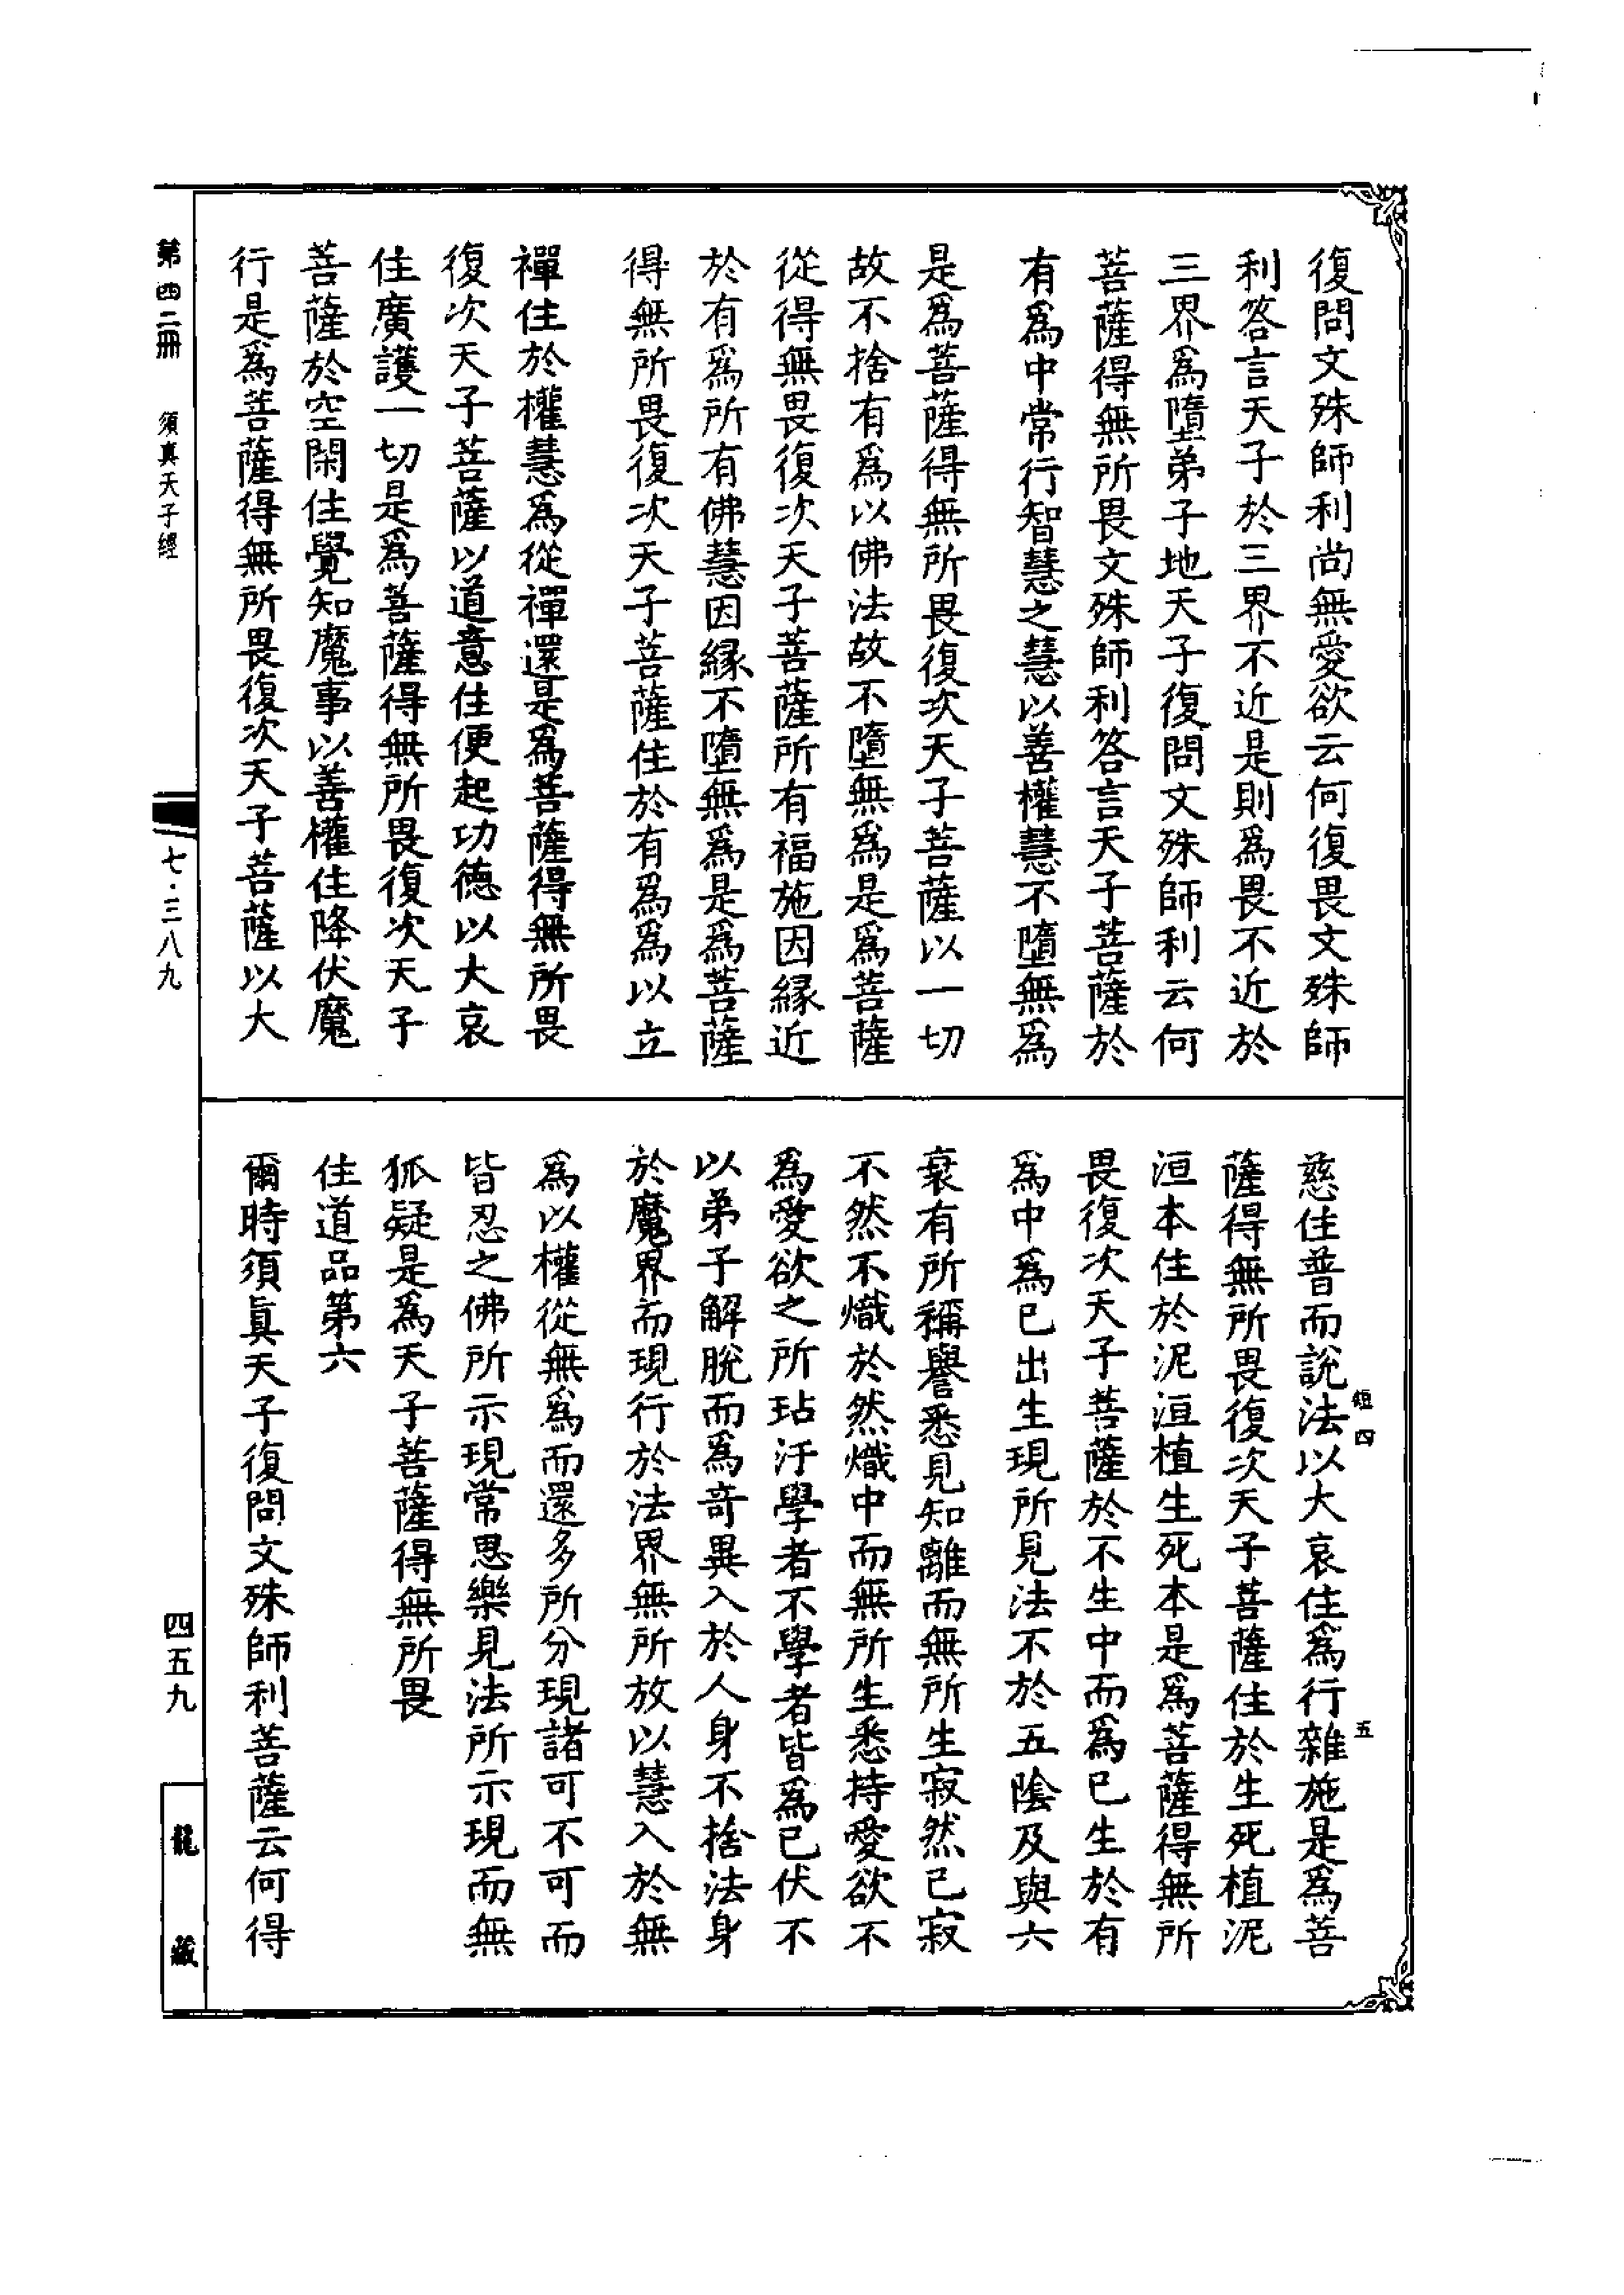 復問文殊師利尚無愛欲云何復畏文殊師
利答言天子於三界不近是則爲畏不近於
三界爲墮弟子地天子復問文殊師利云何
菩薩得無所畏文殊師利答言天子菩薩於
有爲中常行智慧之慧以善權慧不墮無爲
是爲菩薩得無所畏復次天子菩薩以一切
故不捨有爲以佛法故不墮無爲是爲菩薩
從得無畏復次天子菩薩所有福施因緣近
於有爲所有佛慧因緣不墮無爲是爲菩薩
得無所畏復次天子菩薩住於有爲爲以立
禪住於權慧爲從禪還是爲菩薩得無所畏
復次天子菩薩以道意住便起功德以大哀
住廣護一切是爲菩薩得無所畏復次天子
菩薩於空閑住覺知魔事以善權住降伏魔
行是爲菩薩得無所畏復次天子菩薩以大
慈住普而說法以大哀住爲行雜施是爲菩
薩得無所畏復次天子菩薩住於生死植泥
洹本住於泥洹植生死本是爲菩薩得無所
畏復次天子菩薩於不生中而爲已生於有
爲中爲已出生現所見法不於五陰及與六
衰有所稱譽悉見知離而無所生寂然已寂
不然不熾於然熾中而無所生悉持愛欲不
爲愛欲之所玷汙學者不學者皆爲已伏不
以弟子解脫而爲奇異入於人身不捨法身
於魔界而現行於法界無所放以慧入於無
爲以權從無爲而還多所分現諸可不可而
皆忍之佛所示現常思樂見法所示現而無
狐疑是爲天子菩薩得無所畏
住道品第六
爾時須眞天子復問文殊師利菩薩云何得
短四
五
第四二冊
須真天子經
七·三八九
四五九
龍藏